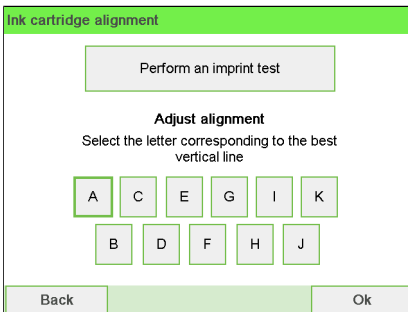 Ink cartridge alignment
Perform an imprint test
Adjust alignment
Select the letter corresponding to the best
vertical line
A C E G I K
B D F H J
Back Ok